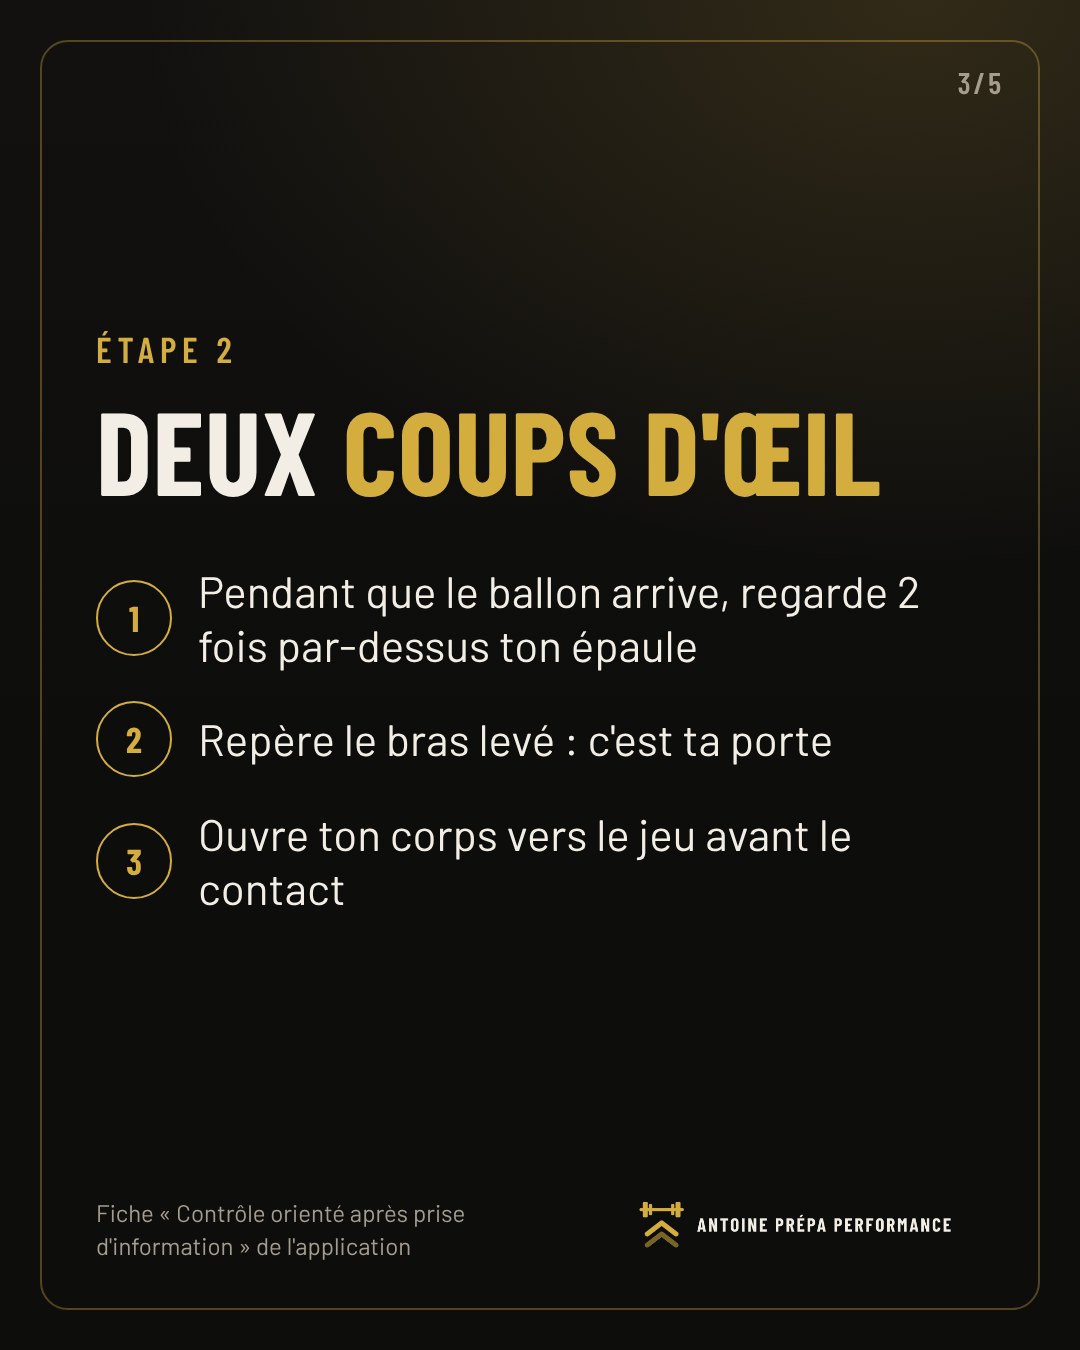 3/5
ÉTAPE 2
DEUX COUPS D'ŒIL
1
Pendant que le ballon arrive, regarde 2
fois par-dessus ton épaule
2
Repère le bras levé : c'est ta porte
3
Ouvre ton corps vers le jeu avant le
contact
Fiche « Contrôle orienté après prise
d'information » de l'application
ANTOINE PRÉPA PERFORMANCE